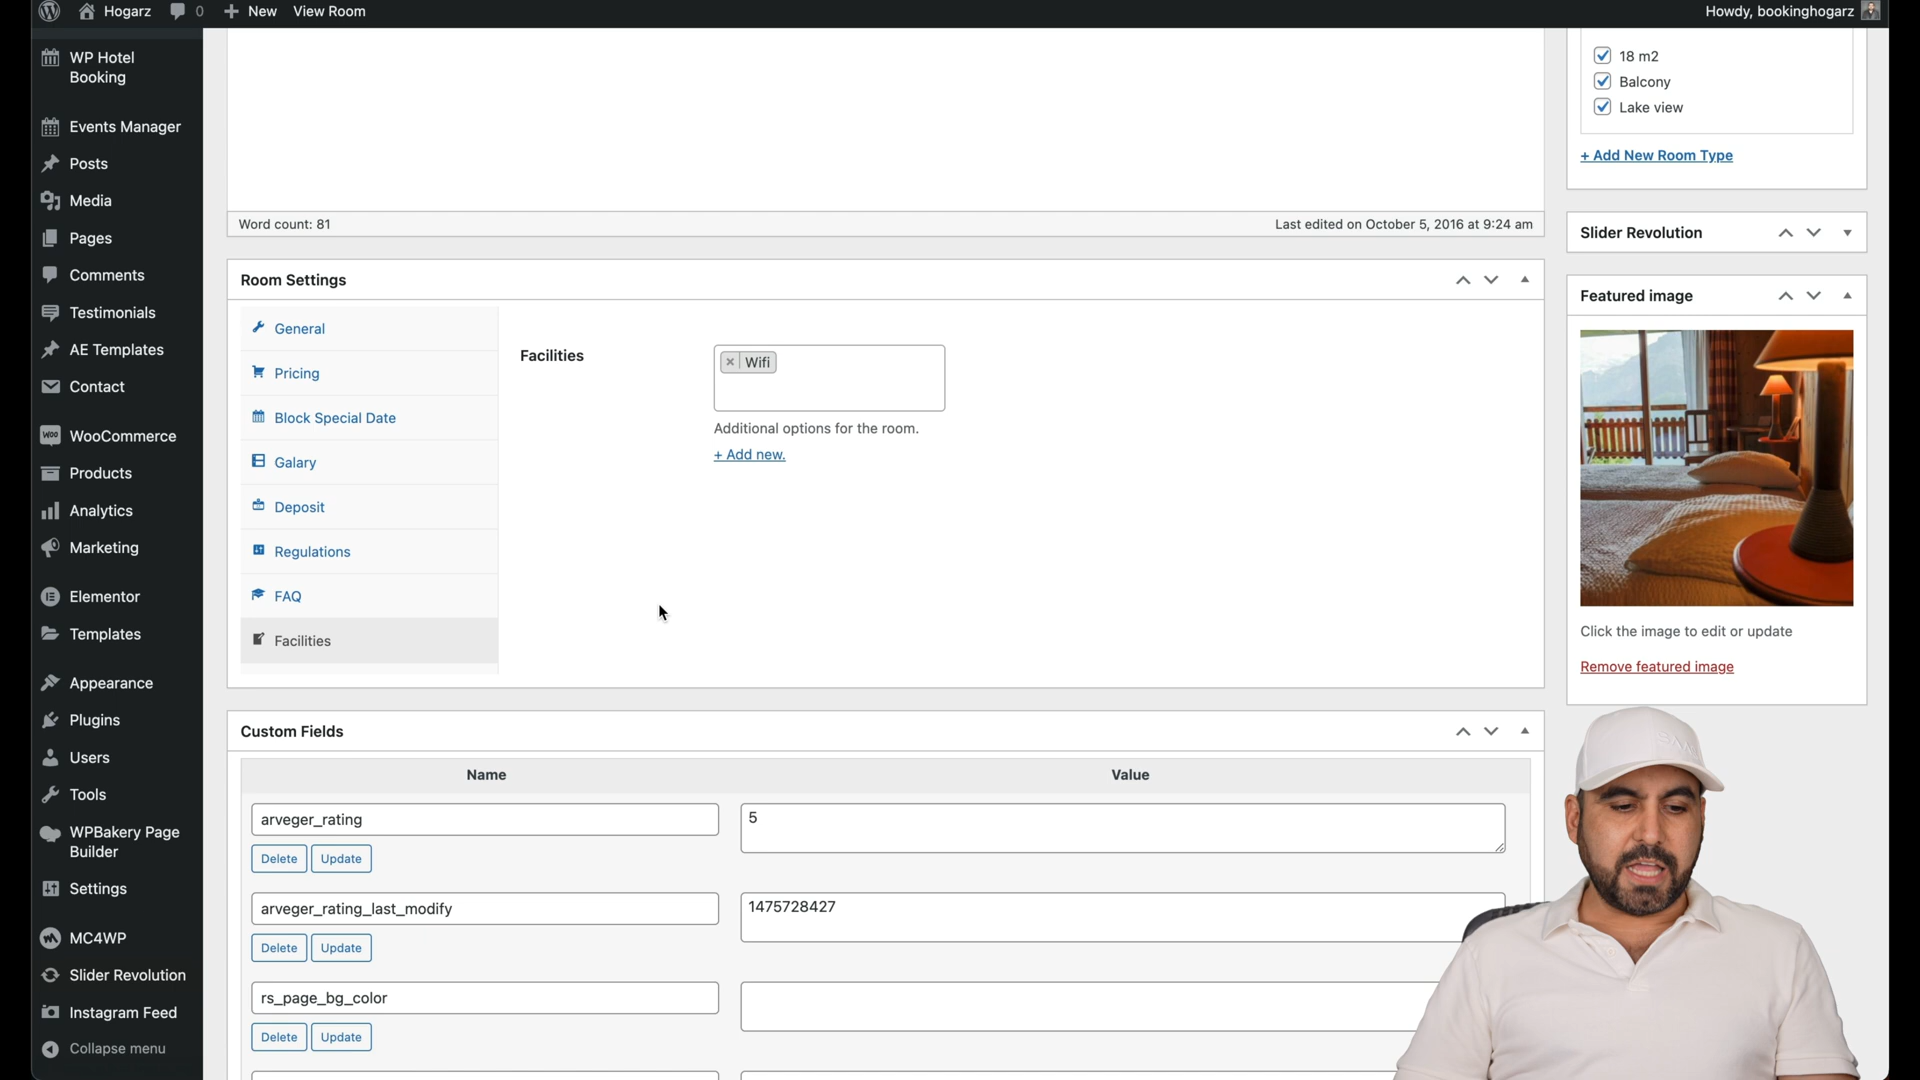 Hogarz
0
New
View Room
Howdy, bookinghogarz
WP Hotel
Booking
Events Manager
Posts
Media
Pages
Comments
Testimonials
AE Templates
Contact
WooCommerce
Products
Analytics
Marketing
Elementor
Templates
Appearance
Plugins
Users
Tools
WPBakery Page
Builder
Settings
MC4WP
Slider Revolution
Instagram Feed
Collapse menu
Word count: 81
Last edited on October 5, 2016 at 9:24 am
Room Settings
General
Pricing
Block Special Date
Galary
Deposit
Regulations
FAQ
Facilities
Facilities
× Wifi
Additional options for the room.
+ Add new.
Custom Fields
Name
Value
arveger_rating
5
Delete
Update
arveger_rating_last_modify
1475728427
Delete
Update
rs_page_bg_color
Delete
Update
18 m2
Balcony
Lake view
+ Add New Room Type
Slider Revolution
Featured image
Click the image to edit or update
Remove featured image